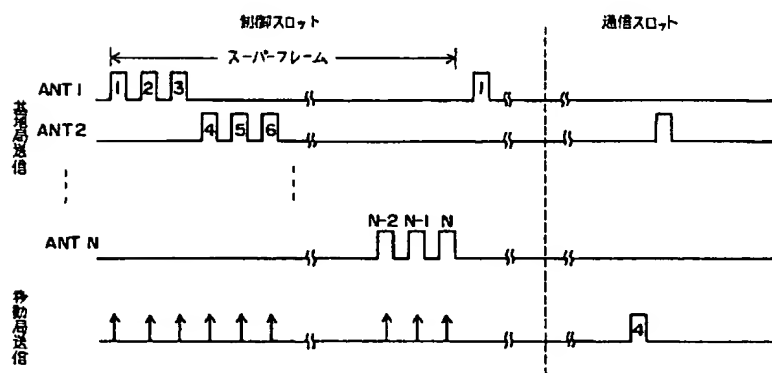 制御スロット 通信スロット
スーパーフレーム
基地局送信
ANT 1 1 2 3 1
ANT 2 4 5 6
N-2 N-1 N
ANT N
移動局送信
4